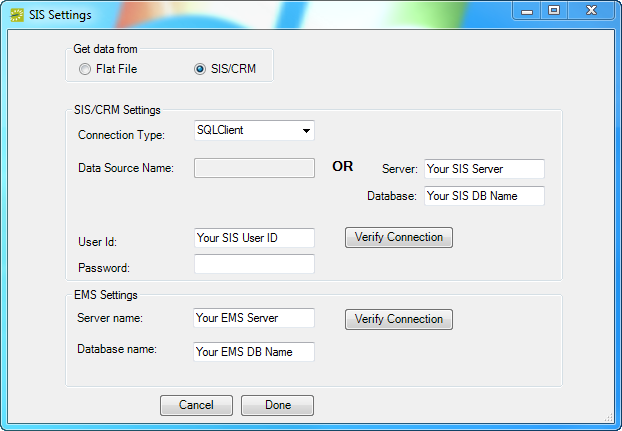 SIS Settings
Get data from
Flat File SIS/CRM
SIS/CRM Settings
Connection Type: SQLClient
Data Source Name: OR Server: Your SIS Server
Database: Your SIS DB Name
User Id: Your SIS User ID Verify Connection
Password:
EMS Settings
Server name: Your EMS Server Verify Connection
Database name: Your EMS DB Name
Cancel Done